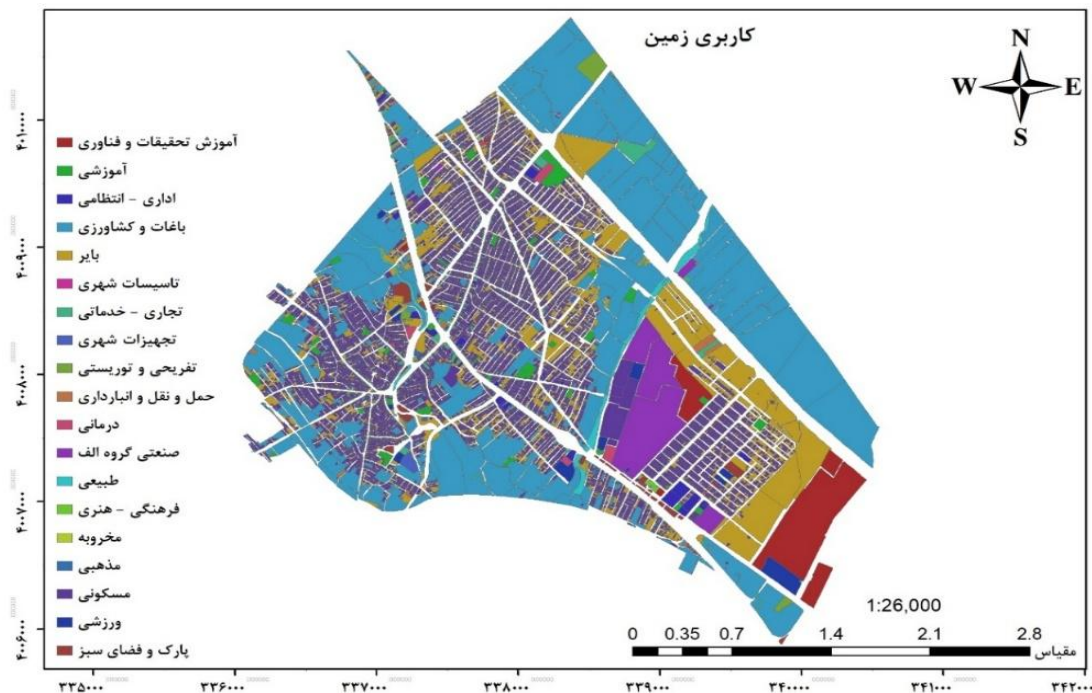 کاربری زمین
N
W E
S
آموزش تحقیقات و فناوری
آموزشی
اداری - انتظامی
باغات و کشاورزی
بایر
تاسیسات شهری
تجاری - خدماتی
تجهیزات شهری
تفریحی و توریستی
حمل و نقل و انبارداری
درمانی
صنعتی گروه الف
طبیعی
فرهنگی - هنری
مخروبه
مذهبی
مسکونی
ورزشی
پارک و فضای سبز
۴۰۱۰۰۰۰
۴۰۰۹۰۰۰
۴۰۰۸۰۰۰
۴۰۰۷۰۰۰
۴۰۰۶۰۰۰
1:26,000
0 0.35 0.7 1.4 2.1 2.8 مقیاس
۳۳۵۰۰۰ ۳۳۶۰۰۰ ۳۳۷۰۰۰ ۳۳۸۰۰۰ ۳۳۹۰۰۰ ۳۴۰۰۰۰ ۳۴۱۰۰۰